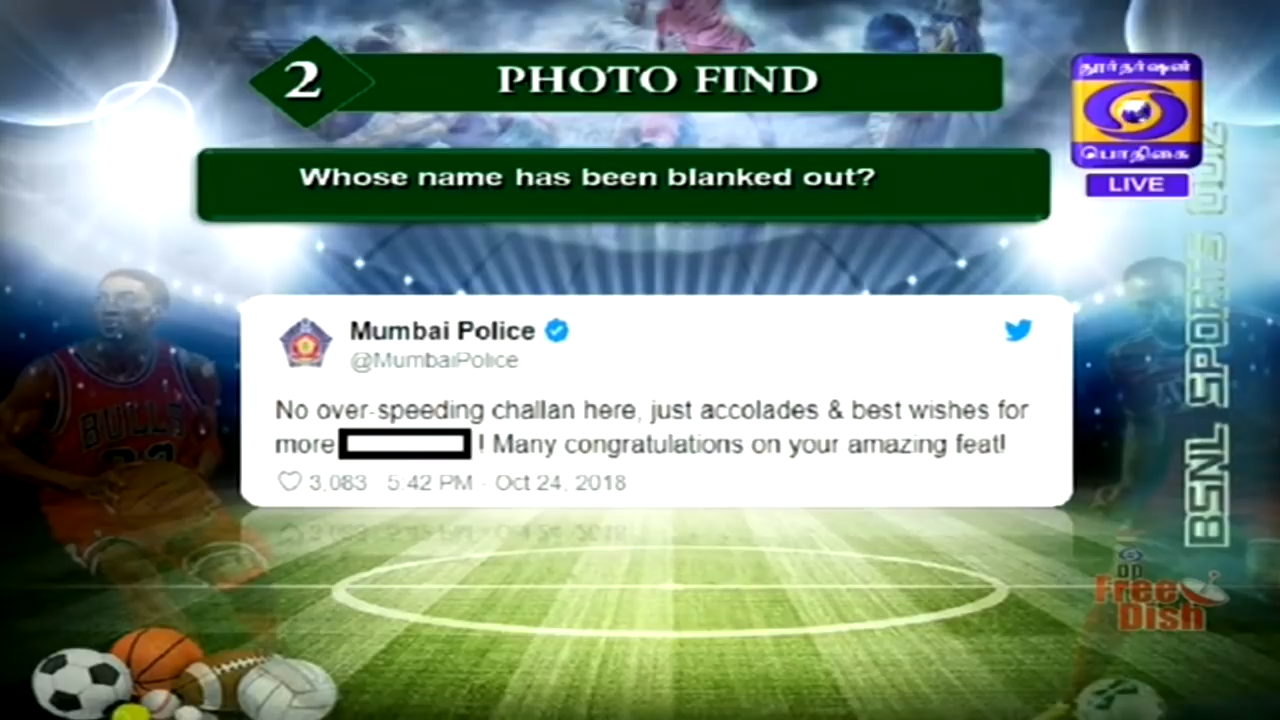 2
PHOTO FIND
Whose name has been blanked out?
தூர்தர்ஷன்
பொதிகை
LIVE
Mumbai Police
@MumbaiPolice
No over-speeding challan here, just accolades & best wishes for
more ! Many congratulations on your amazing feat!
3,083 5:42 PM - Oct 24, 2018
BSNL SPORTS QUIZ
BULLS
Free
Dish